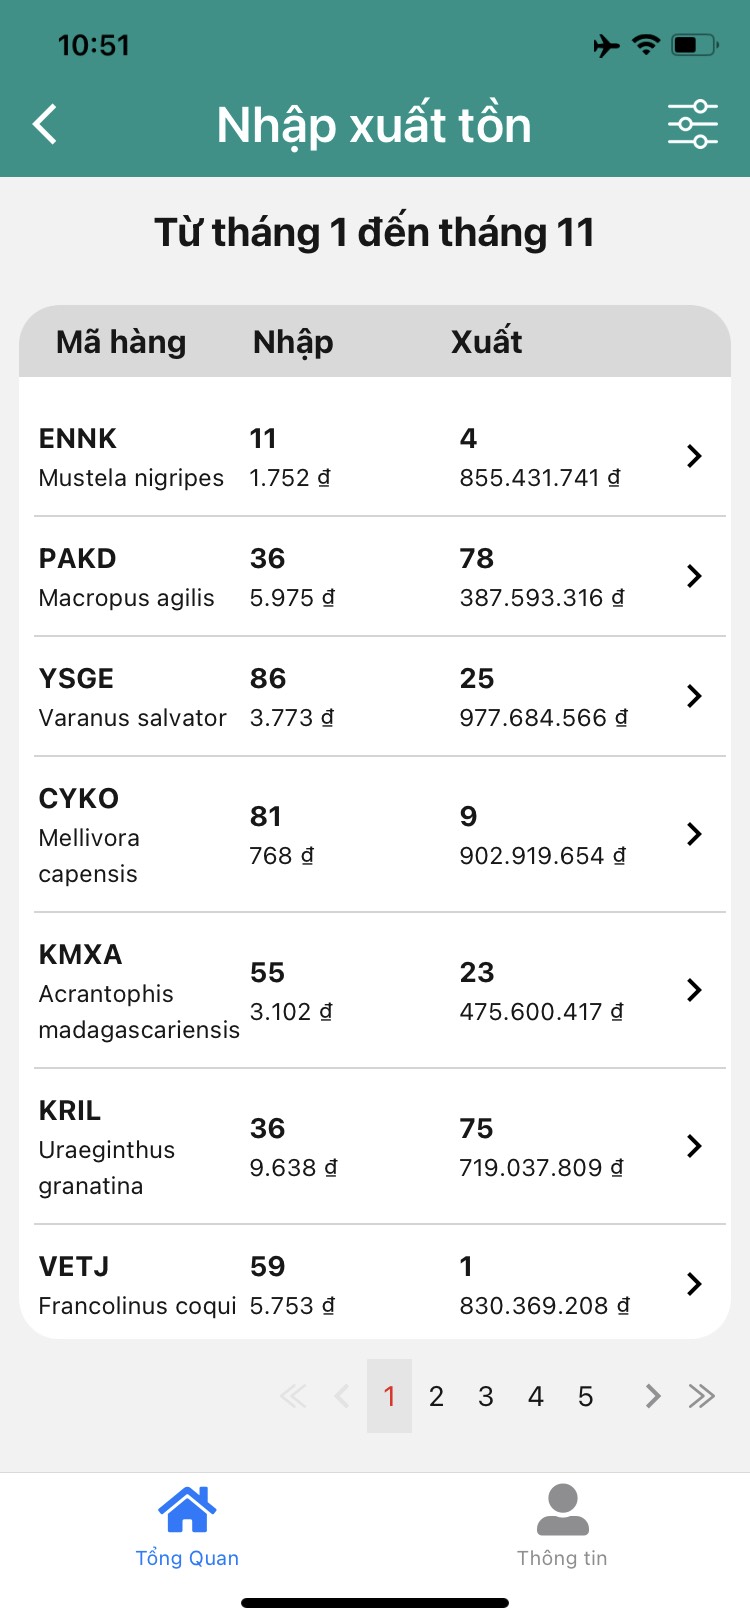 10:51
Nhập xuất tồn
Từ tháng 1 đến tháng 11
Mã hàng Nhập Xuất
ENNK 11 4
Mustela nigripes 1.752 ₫ 855.431.741 ₫
PAKD 36 78
Macropus agilis 5.975 ₫ 387.593.316 ₫
YSGE 86 25
Varanus salvator 3.773 ₫ 977.684.566 ₫
CYKO 81 9
Mellivora 768 ₫ 902.919.654 ₫
capensis
KMXA 55 23
Acrantophis 3.102 ₫ 475.600.417 ₫
madagascariensis
KRIL 36 75
Uraeginthus 9.638 ₫ 719.037.809 ₫
granatina
VETJ 59 1
Francolinus coqui 5.753 ₫ 830.369.208 ₫
1 2 3 4 5
Tổng Quan Thông tin